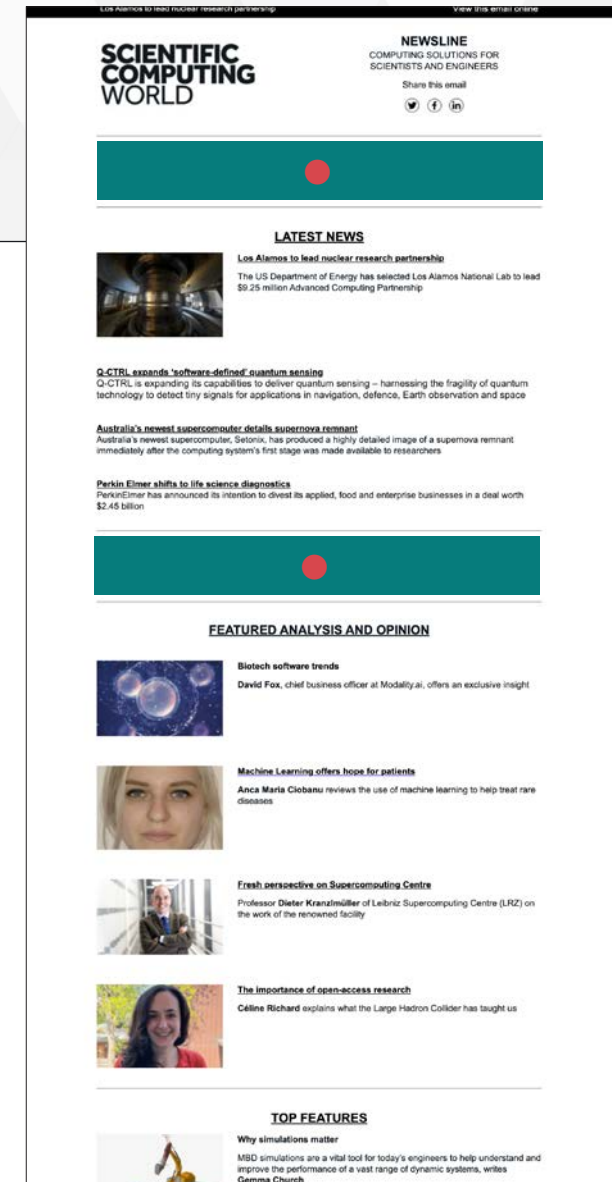 Los Alamos to lead nuclear research partnership
View this email online
SCIENTIFIC
COMPUTING
WORLD
NEWSLINE
COMPUTING SOLUTIONS FOR
SCIENTISTS AND ENGINEERS
Share this email
LATEST NEWS
Los Alamos to lead nuclear research partnership
The US Department of Energy has selected Los Alamos National Lab to lead
$9.25 million Advanced Computing Partnership
Q-CTRL expands ‘software-defined’ quantum sensing
Q-CTRL is expanding its capabilities to deliver quantum sensing – harnessing the fragility of quantum
technology to detect tiny signals for applications in navigation, defence, Earth observation and space
Australia's newest supercomputer details supernova remnant
Australia's newest supercomputer, Setonix, has produced a highly detailed image of a supernova remnant
immediately after the computing system's first stage was made available to researchers
Perkin Elmer shifts to life science diagnostics
PerkinElmer has announced its intention to divest its applied, food and enterprise businesses in a deal worth
$2.45 billion
FEATURED ANALYSIS AND OPINION
Biotech software trends
David Fox, chief business officer at Modality.ai, offers an exclusive insight
Machine Learning offers hope for patients
Anca Maria Ciobanu reviews the use of machine learning to help treat rare
diseases
Fresh perspective on Supercomputing Centre
Professor Dieter Kranzlmüller of Leibniz Supercomputing Centre (LRZ) on
the work of the renowned facility
The importance of open-access research
Céline Richard explains what the Large Hadron Collider has taught us
TOP FEATURES
Why simulations matter
MBD simulations are a vital tool for today's engineers to help understand and
improve the performance of a vast range of dynamic systems, writes
Gemma Church